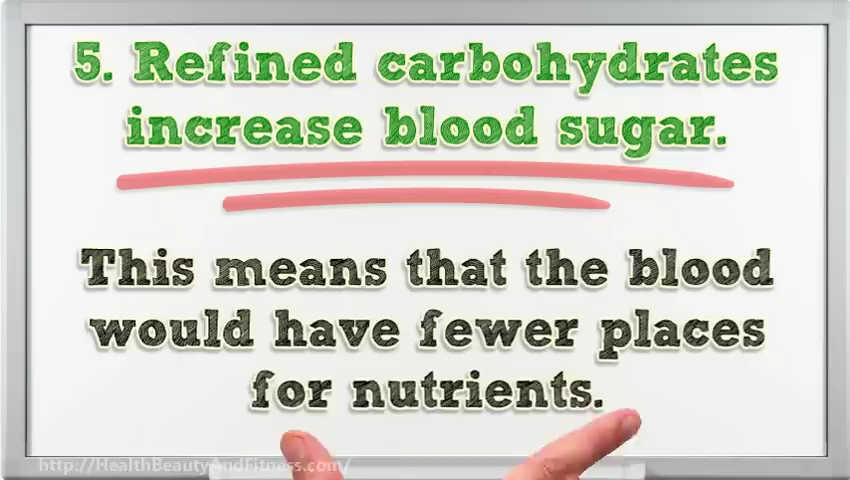 5. Refined carbohydrates
increase blood sugar.
This means that the blood
would have fewer places
for nutrients.
http://HealthBeautyAndFitness.com/